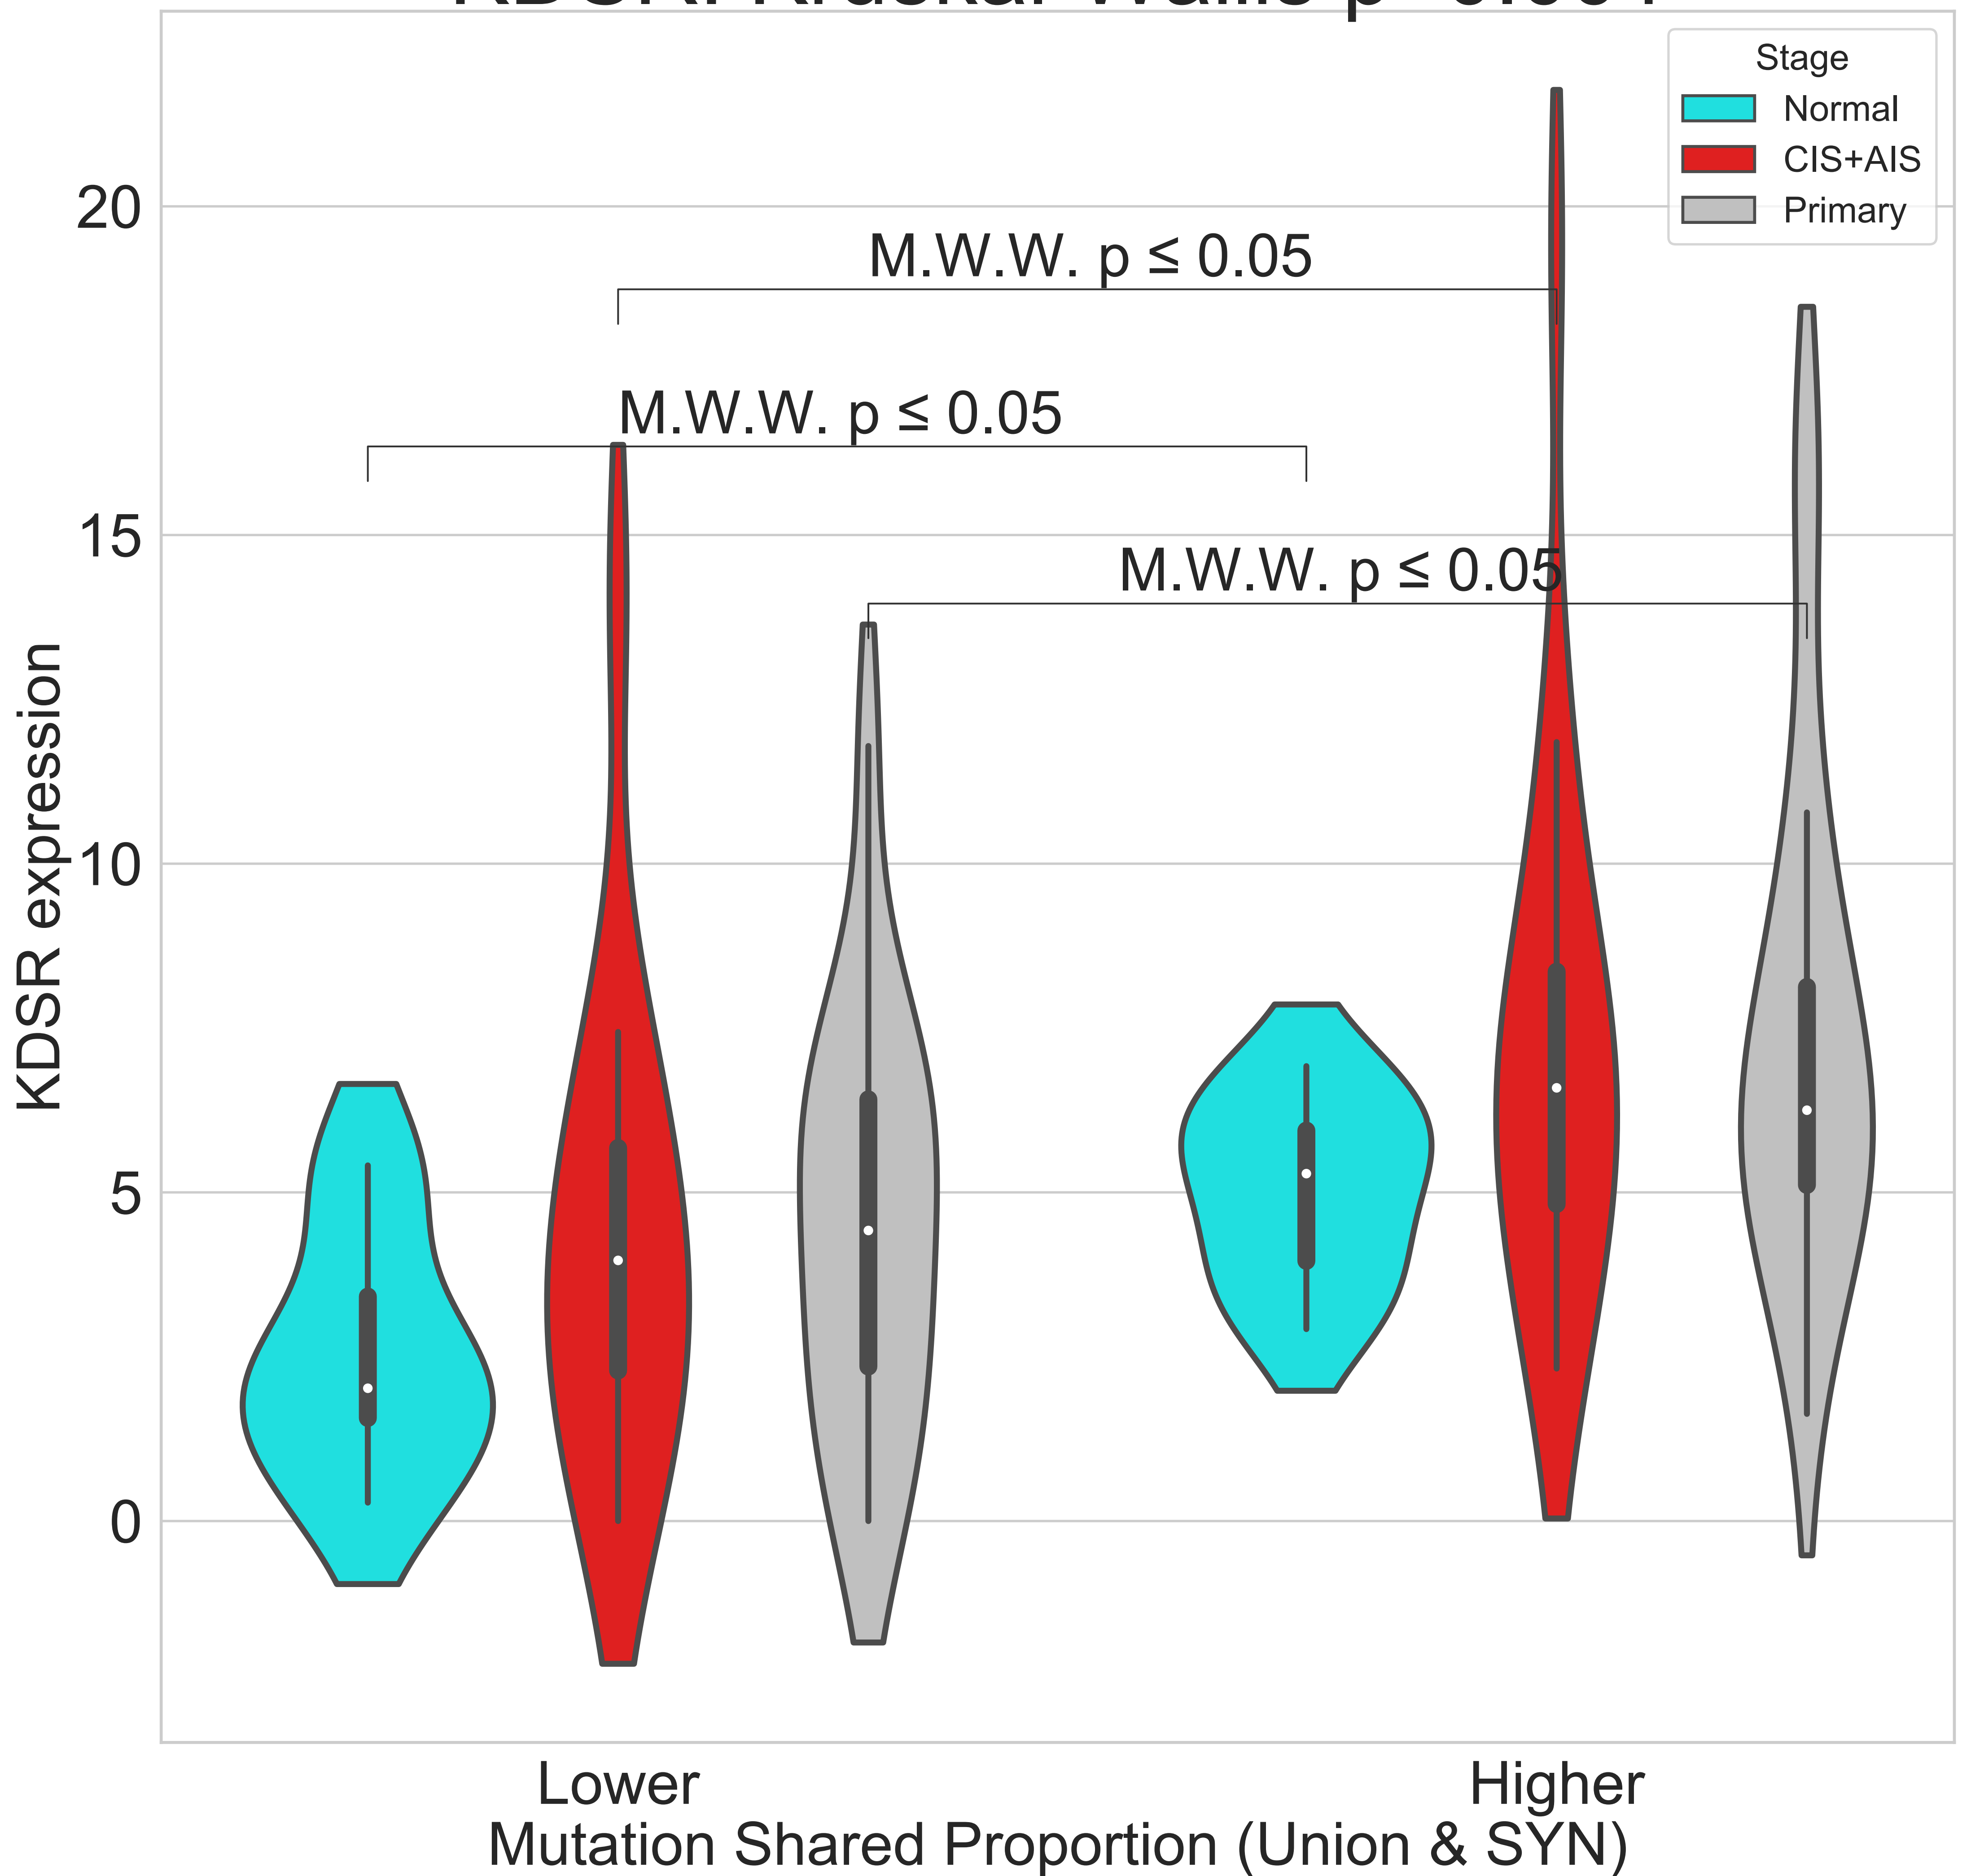 Stage
Normal
CIS+AIS
Primary
20
15
10
5
0
KDSR expression
M.W.W. p ≤ 0.05
M.W.W. p ≤ 0.05
M.W.W. p ≤ 0.05
Lower
Higher
Mutation Shared Proportion (Union & SYN)